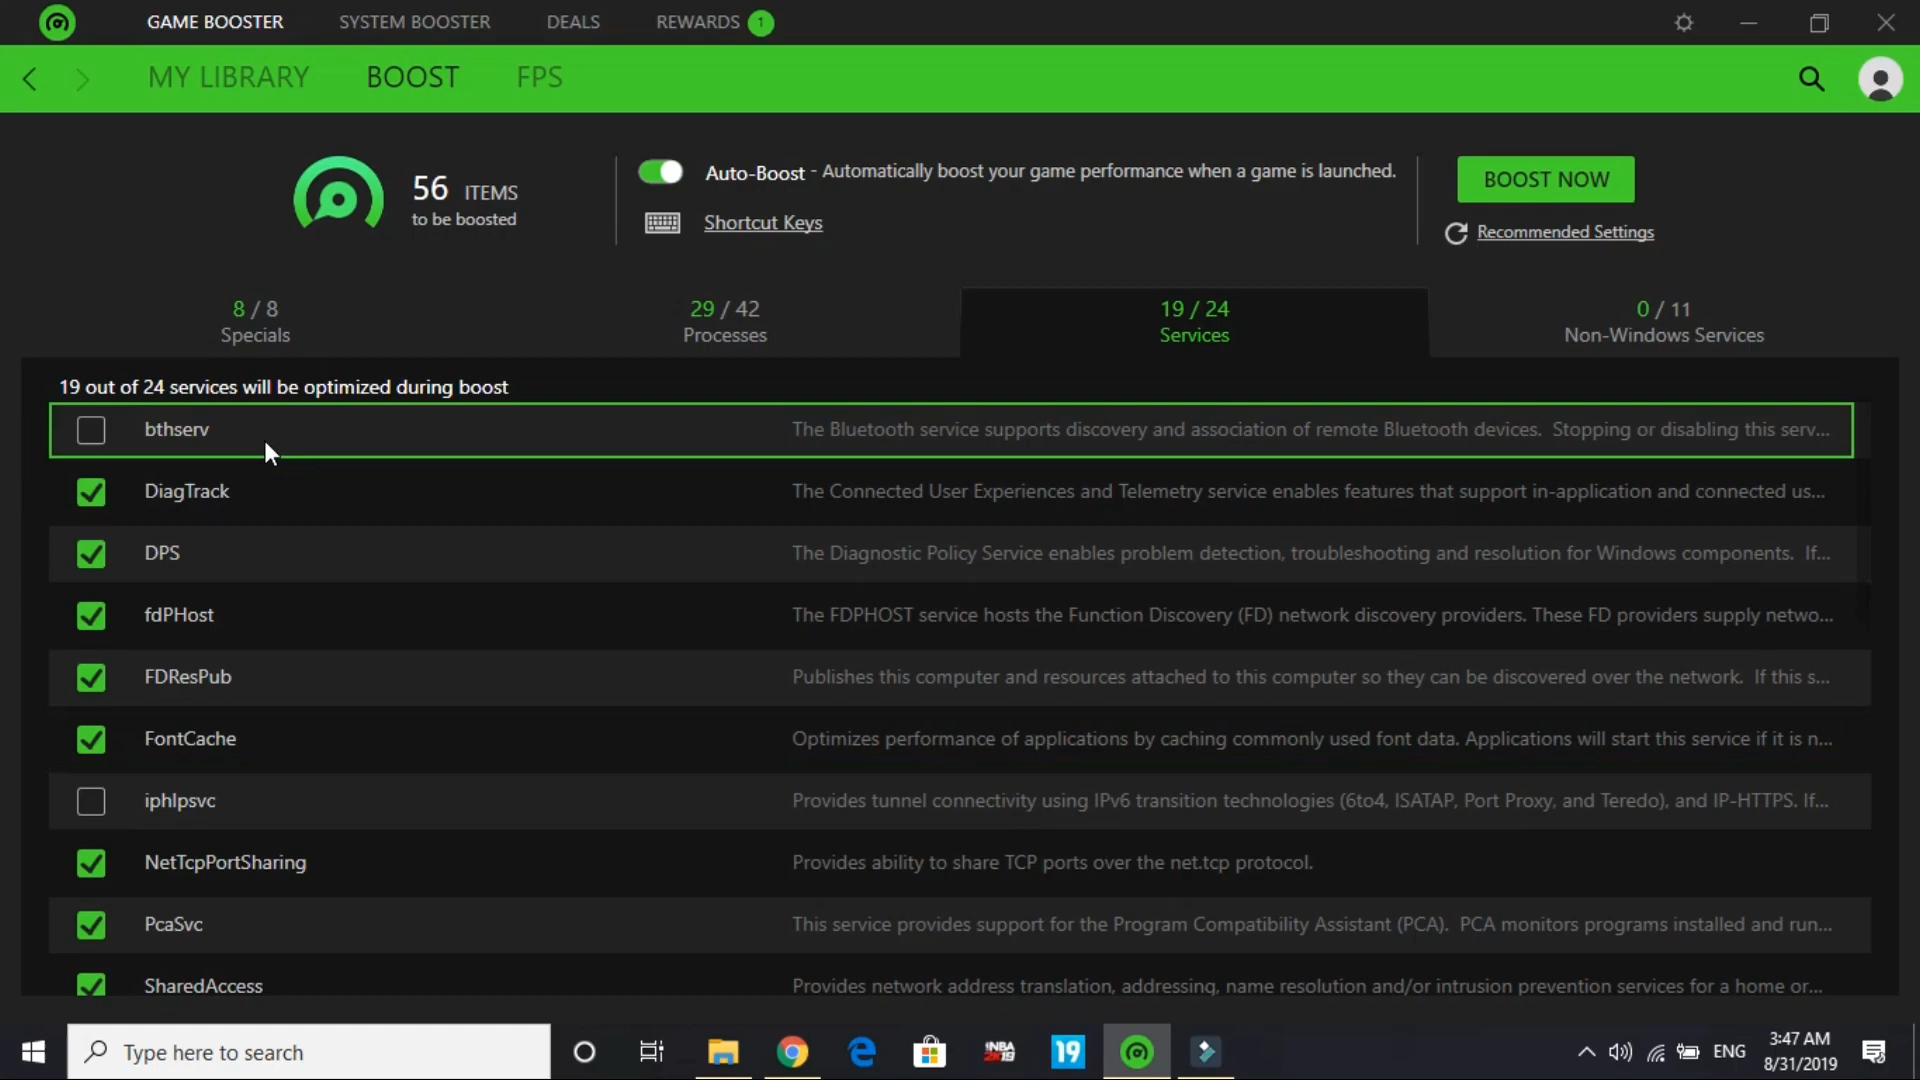 GAME BOOSTER SYSTEM BOOSTER DEALS REWARDS 1
MY LIBRARY BOOST FPS
56 ITEMS
to be boosted
Auto-Boost - Automatically boost your game performance when a game is launched.
Shortcut Keys
BOOST NOW
Recommended Settings
8 / 8
Specials
29 / 42
Processes
19 / 24
Services
0 / 11
Non-Windows Services
19 out of 24 services will be optimized during boost
bthserv The Bluetooth service supports discovery and association of remote Bluetooth devices. Stopping or disabling this serv...
DiagTrack The Connected User Experiences and Telemetry service enables features that support in-application and connected us...
DPS The Diagnostic Policy Service enables problem detection, troubleshooting and resolution for Windows components. If...
fdPHost The FDPHOST service hosts the Function Discovery (FD) network discovery providers. These FD providers supply netwo...
FDResPub Publishes this computer and resources attached to this computer so they can be discovered over the network. If this s...
FontCache Optimizes performance of applications by caching commonly used font data. Applications will start this service if it is n...
iphlpsvc Provides tunnel connectivity using IPv6 transition technologies (6to4, ISATAP, Port Proxy, and Teredo), and IP-HTTPS. If...
NetTcpPortSharing Provides ability to share TCP ports over the net.tcp protocol.
PcaSvc This service provides support for the Program Compatibility Assistant (PCA). PCA monitors programs installed and run...
SharedAccess Provides network address translation, addressing, name resolution and/or intrusion prevention services for a home or...
Type here to search
NBA 2K19
19
ENG
3:47 AM
8/31/2019